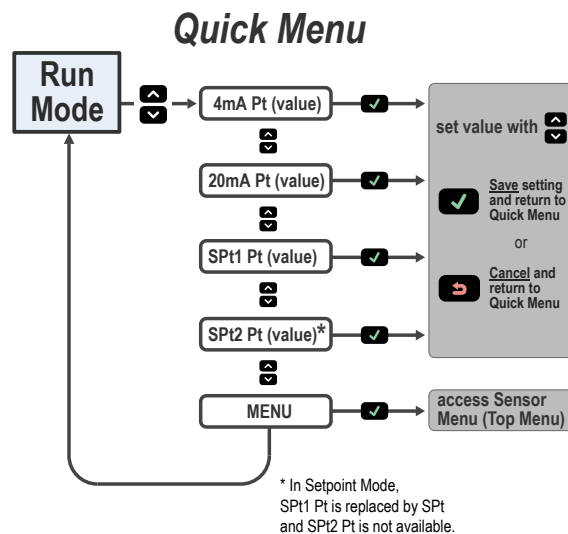 Quick Menu
Run
Mode
4mA Pt (value)
set value with
20mA Pt (value)
Save setting
and return to
Quick Menu
or
SPt1 Pt (value)
Cancel and
return to
Quick Menu
SPt2 Pt (value)*
MENU
access Sensor
Menu (Top Menu)
* In Setpoint Mode,
SPt1 Pt is replaced by SPt
and SPt2 Pt is not available.